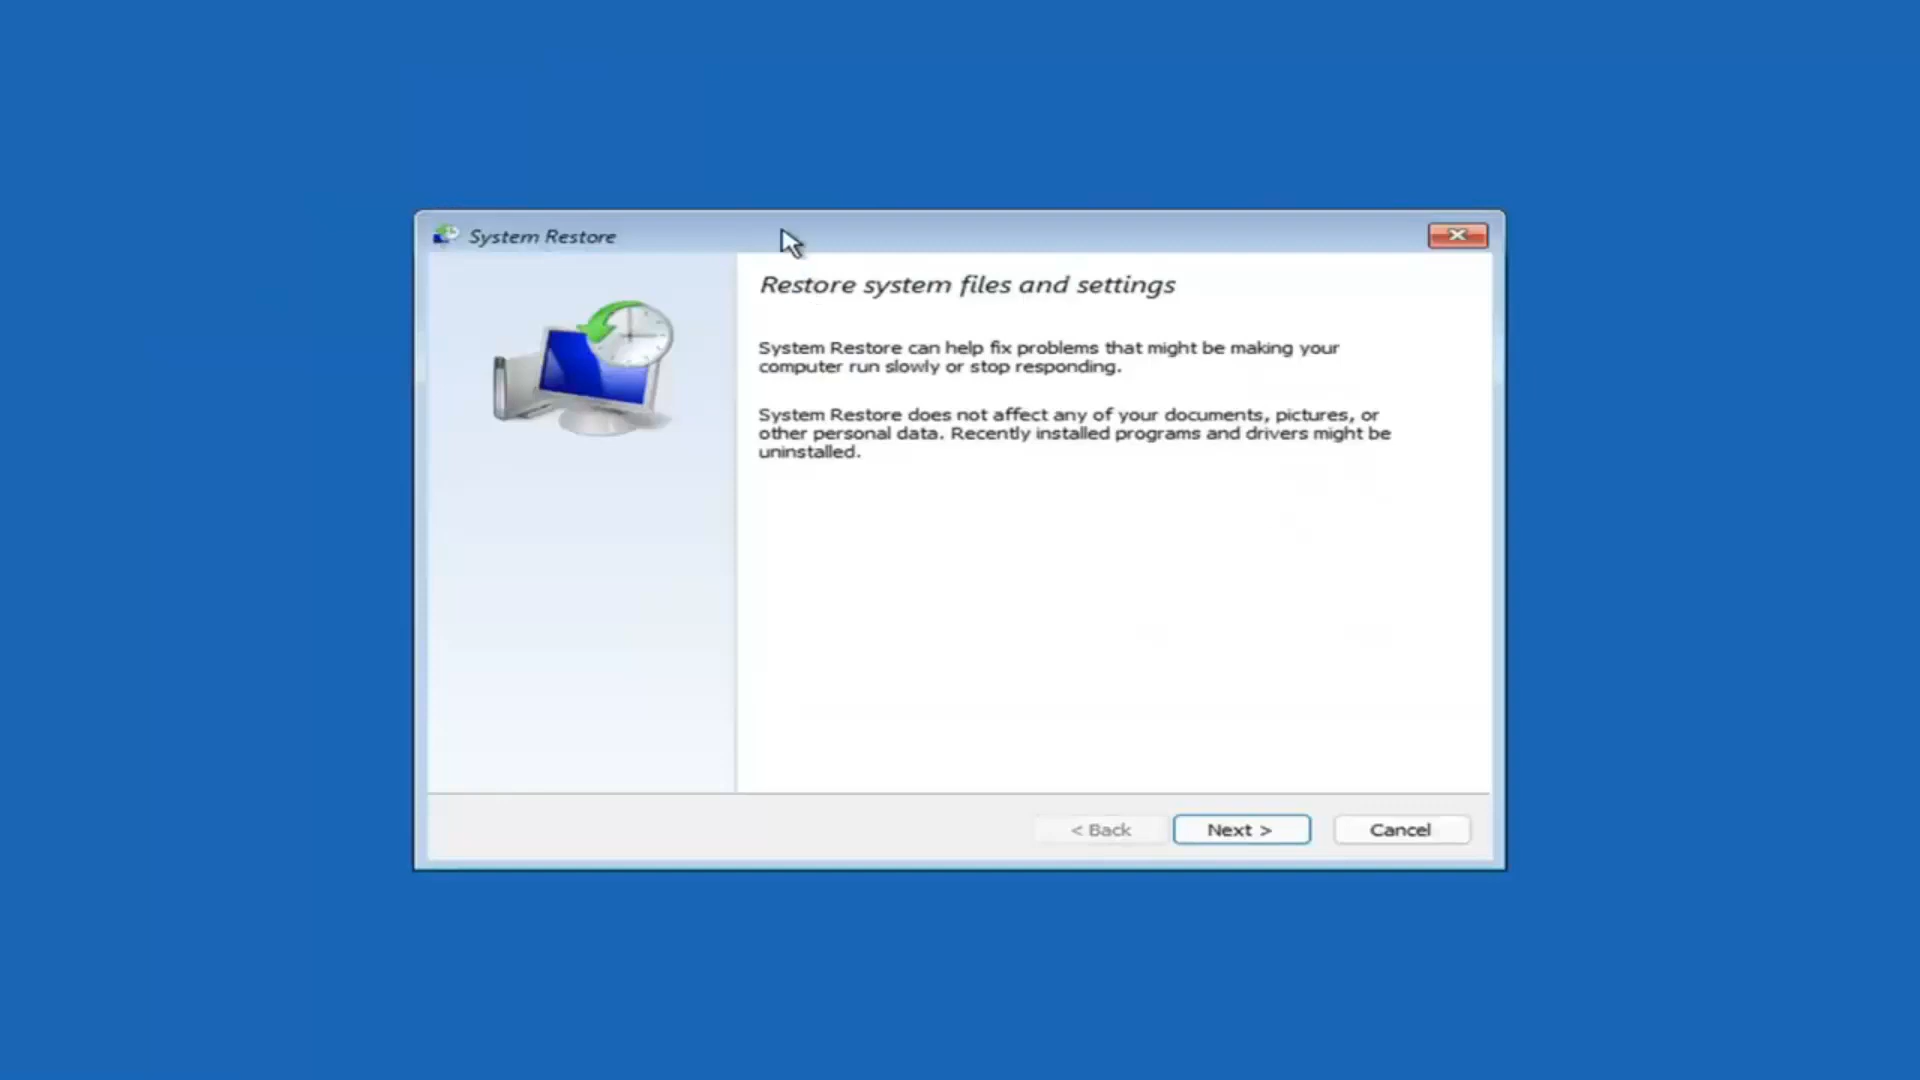 System Restore
Restore system files and settings
System Restore can help fix problems that might be making your
computer run slowly or stop responding.
System Restore does not affect any of your documents, pictures, or
other personal data. Recently installed programs and drivers might be
uninstalled.
< Back
Next >
Cancel